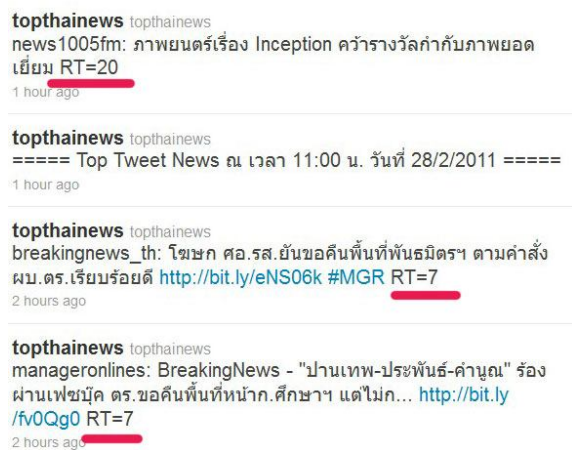 topthainews topthainews
news1005fm: ภาพยนตร์เรื่อง Inception คว้ารางวัลกำกับภาพยอด
เยี่ยม RT=20
1 hour ago
topthainews topthainews
===== Top Tweet News ณ เวลา 11:00 น. วันที่ 28/2/2011 =====
1 hour ago
topthainews topthainews
breakingnews_th: โฆษก ศอ.รส.ยันขอคืนพื้นที่พันธมิตรฯ ตามคำสั่ง
ผบ.ตร.เรียบร้อยดี http://bit.ly/eNS06k #MGR RT=7
2 hours ago
topthainews topthainews
manageronlines: BreakingNews - "ปานเทพ-ประพันธ์-คำนูณ" ร้อง
ผ่านเฟซบุ๊ค ตร.ขอคืนพื้นที่หน้าก.ศึกษาฯ แต่ไม่ก... http://bit.ly
/fv0Qg0 RT=7
2 hours ago